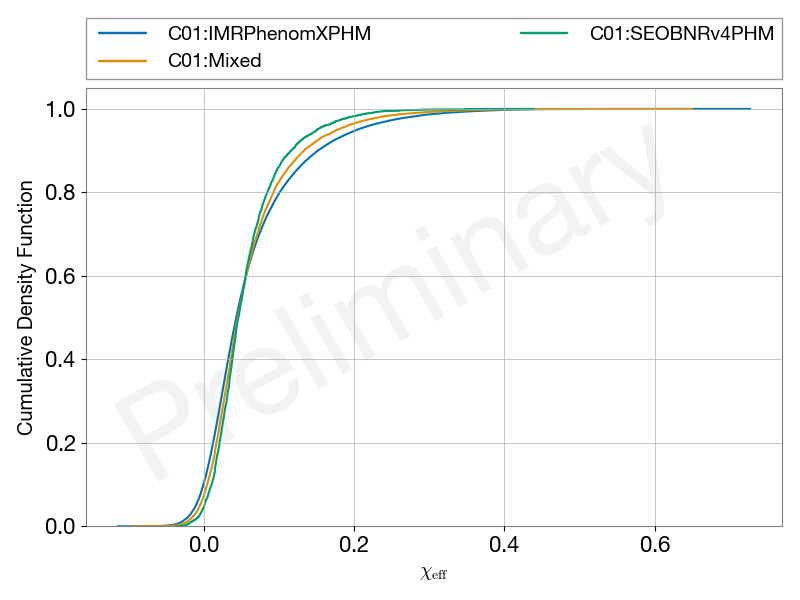 C01:IMRPhenomXPHM
C01:Mixed
C01:SEOBNRv4PHM
1.0
0.8
0.6
0.4
0.2
0.0
Cumulative Density Function
Preliminary
0.0 0.2 0.4 0.6
χeff